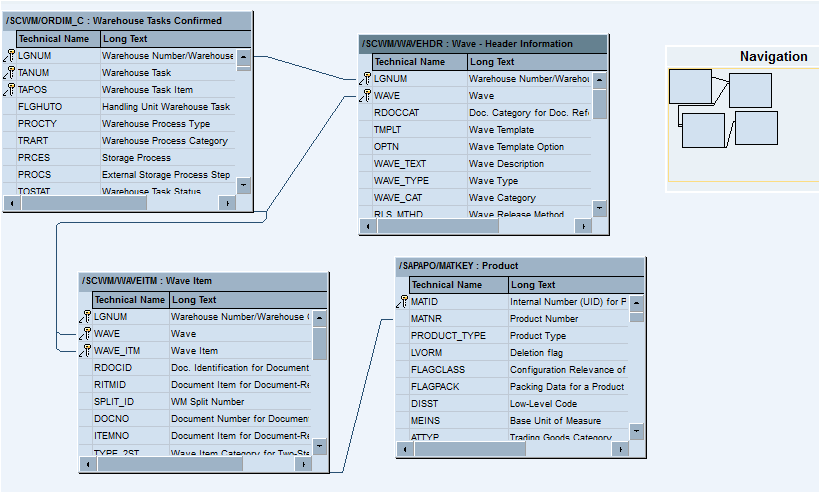 /SCWM/ORDIM_C : Warehouse Tasks Confirmed
Technical Name Long Text
LGNUM Warehouse Number/Warehouse
TANUM Warehouse Task
TAPOS Warehouse Task Item
FLGHUTO Handling Unit Warehouse Task
PROCTY Warehouse Process Type
TRART Warehouse Process Category
PRCES Storage Process
PROCS External Storage Process Step
TOSTAT Warehouse Task Status
/SCWM/WAVEHDR : Wave - Header Information
Technical Name Long Text
LGNUM Warehouse Number/Warehou
WAVE Wave
RDOCCAT Doc. Category for Doc. Refe
TMPLT Wave Template
OPTN Wave Template Option
WAVE_TEXT Wave Description
WAVE_TYPE Wave Type
WAVE_CAT Wave Category
RLS_MTHD Wave Release Method
Navigation
/SCWM/WAVEITM : Wave Item
Technical Name Long Text
LGNUM Warehouse Number/Warehouse C
WAVE Wave
WAVE_ITM Wave Item
RDOCID Doc. Identification for Document
RITMID Document Item for Document-Re
SPLIT_ID WM Split Number
DOCNO Document Number for Documen
ITEMNO Document Item for Document-Re
TYPE_2ST Wave Item Category for Two-Ste
/SAPAPO/MATKEY : Product
Technical Name Long Text
MATID Internal Number (UID) for P
MATNR Product Number
PRODUCT_TYPE Product Type
LVORM Deletion flag
FLAGCLASS Configuration Relevance of
FLAGPACK Packing Data for a Product
DISST Low-Level Code
MEINS Base Unit of Measure
ATTYP Trading Goods Category